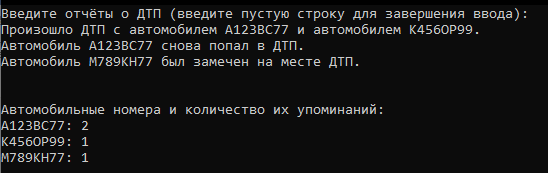 Введите отчёты о ДТП (введите пустую строку для завершения ввода):
Произошло ДТП с автомобилем А123ВС77 и автомобилем К456ОР99.
Автомобиль А123ВС77 снова попал в ДТП.
Автомобиль М789КН77 был замечен на месте ДТП.
Автомобильные номера и количество их упоминаний:
А123ВС77: 2
К456ОР99: 1
М789КН77: 1